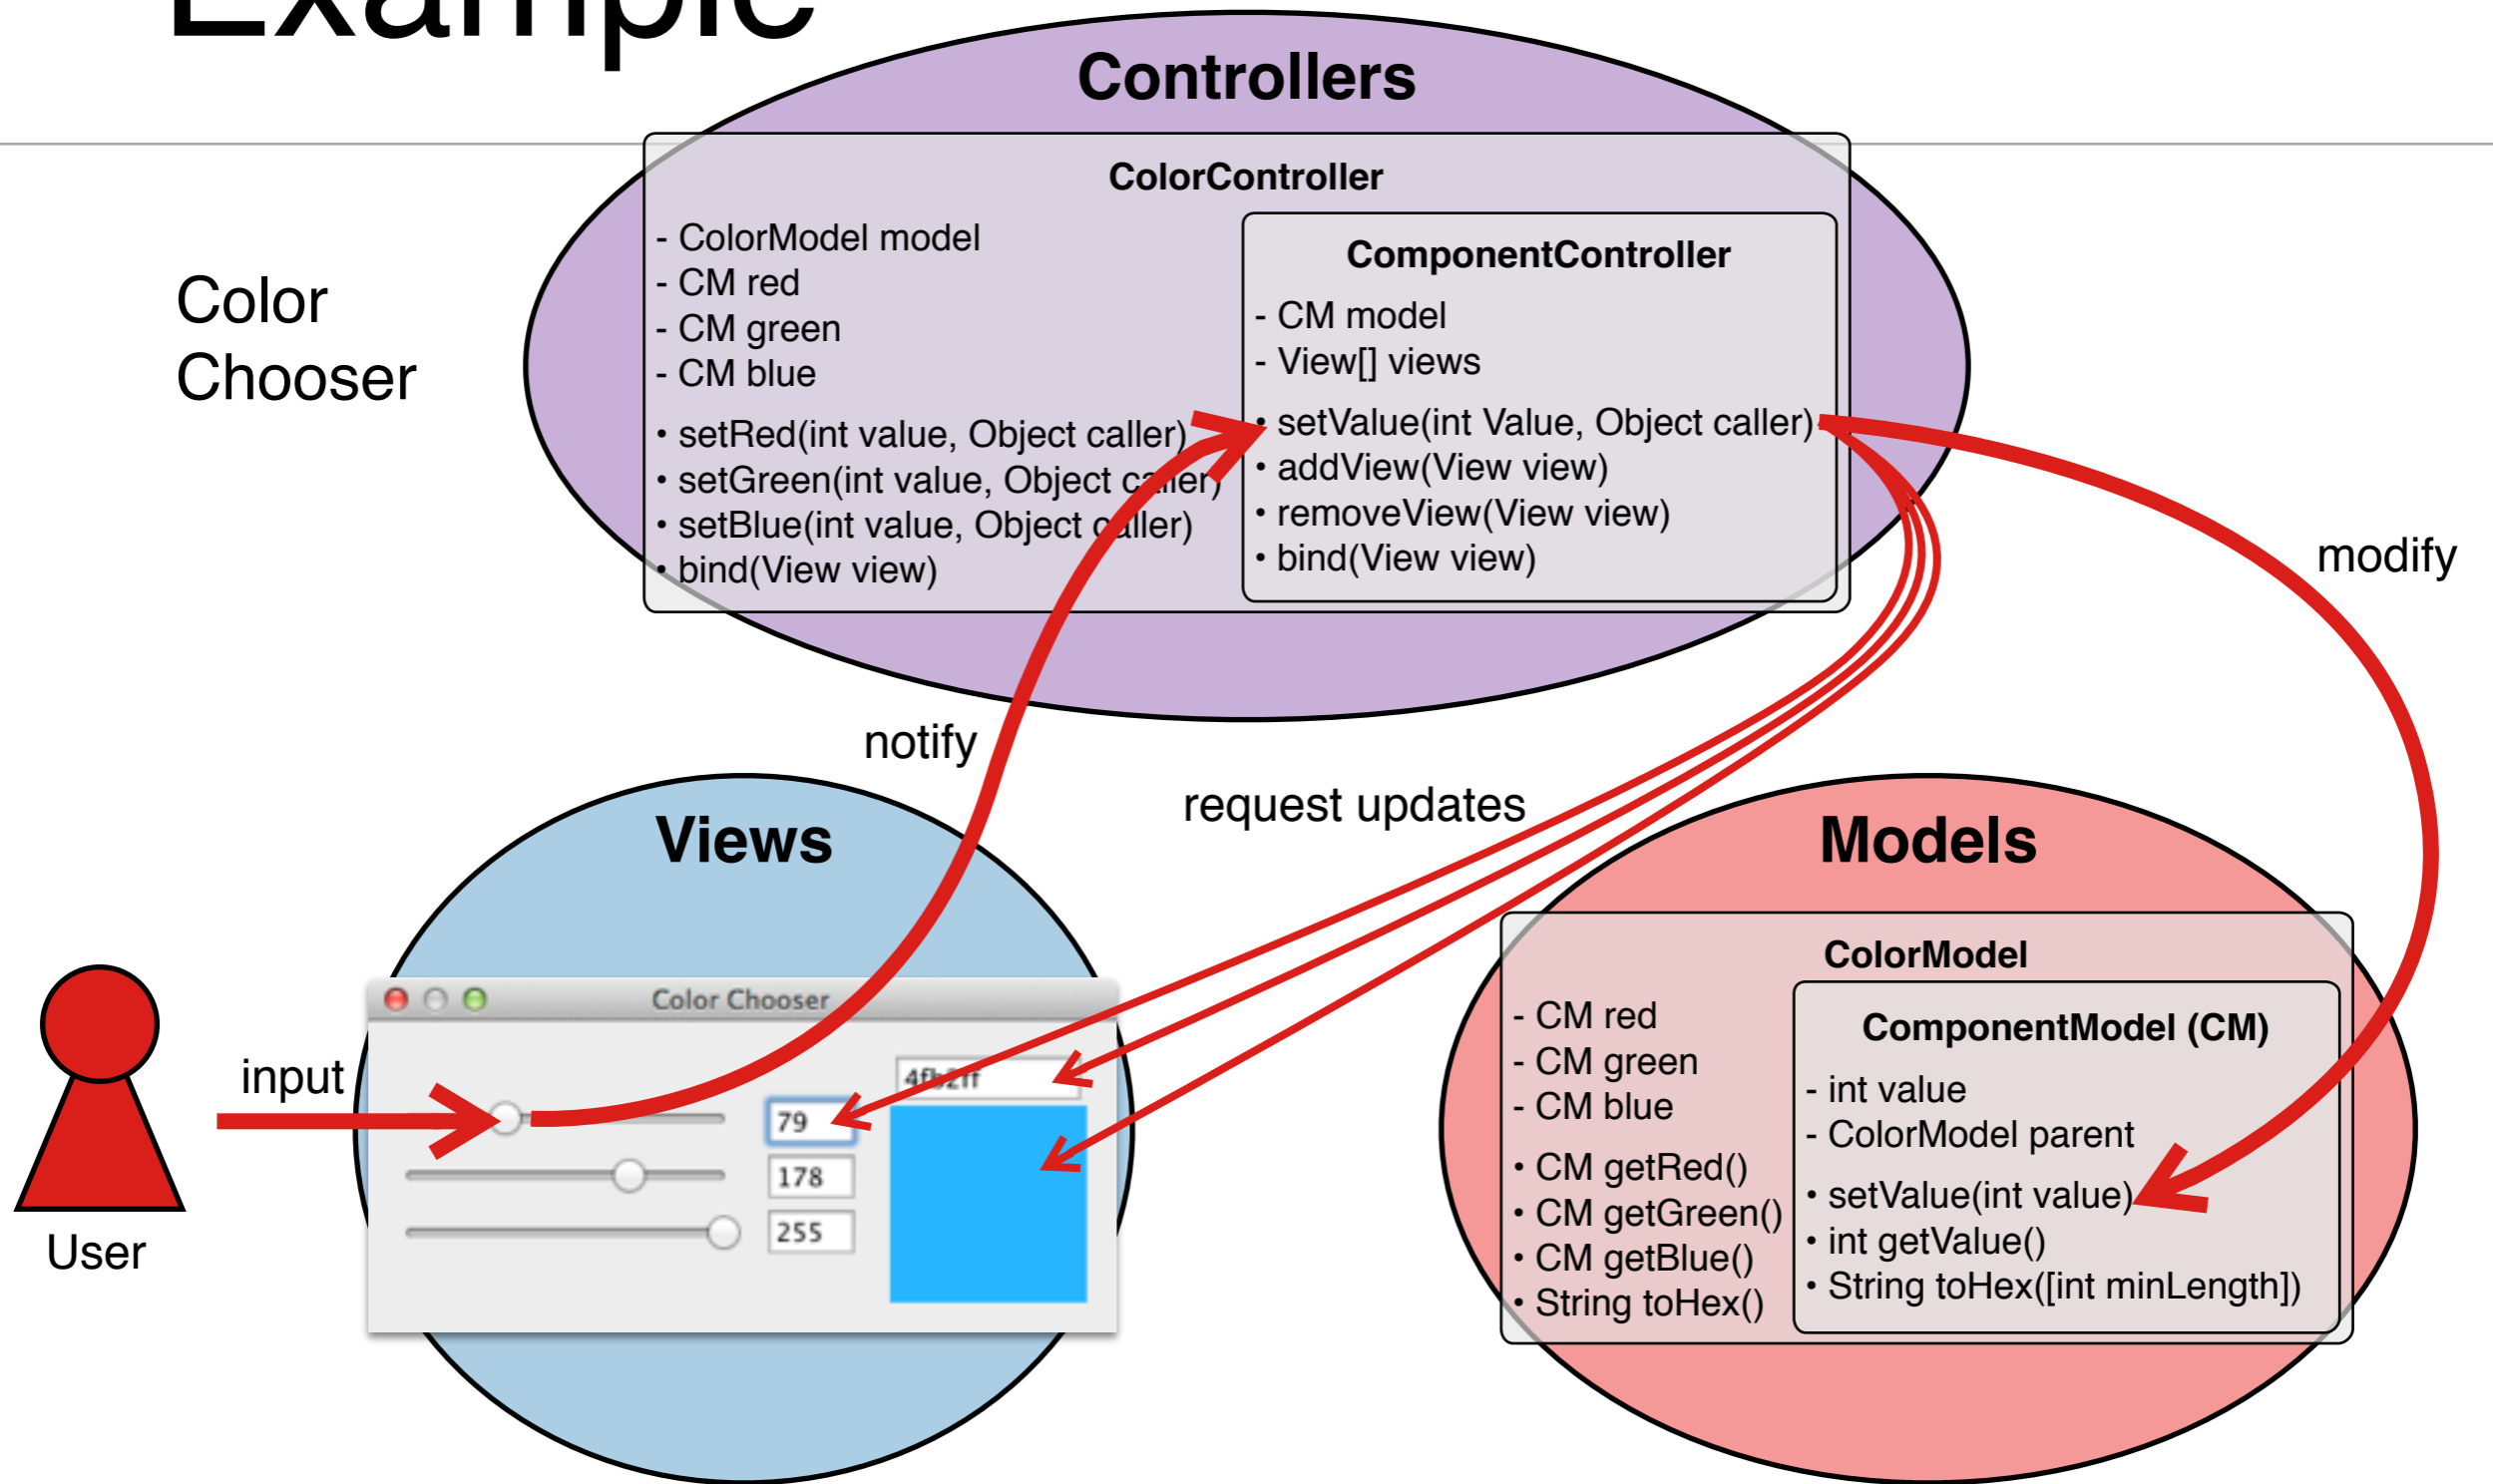 Example
Controllers
ColorController
- ColorModel model
- CM red
- CM green
- CM blue
• setRed(int value, Object caller)
• setGreen(int value, Object caller)
• setBlue(int value, Object caller)
• bind(View view)
ComponentController
- CM model
- View[] views
• setValue(int Value, Object caller)
• addView(View view)
• removeView(View view)
• bind(View view)
Color
Chooser
modify
notify
request updates
Views
Color Chooser
input
79
178
255
4fb2ff
User
Models
ColorModel
- CM red
- CM green
- CM blue
• CM getRed()
• CM getGreen()
• CM getBlue()
• String toHex()
ComponentModel (CM)
- int value
- ColorModel parent
• setValue(int value)
• int getValue()
• String toHex([int minLength])